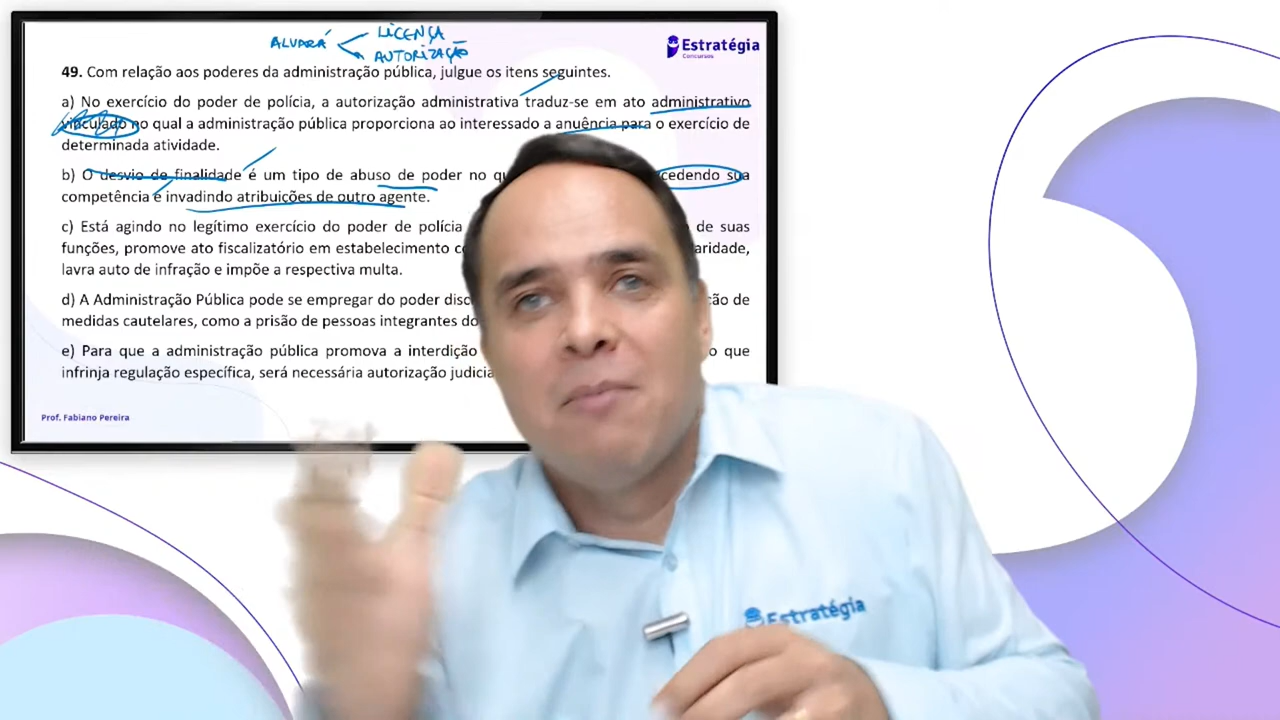 ALVARÁ LICENÇA
AUTORIZAÇÃO
Estratégia
Concursos
49. Com relação aos poderes da administração pública, julgue os itens seguintes.
a) No exercício do poder de polícia, a autorização administrativa traduz-se em ato administrativo
vinculado no qual a administração pública proporciona ao interessado a anuência para o exercício de
determinada atividade.
b) O desvio de finalidade é um tipo de abuso de poder no cedendo sua
competência e invadindo atribuições de outro agente.
c) Está agindo no legítimo exercício do poder de polícia de suas
funções, promove ato fiscalizatório em estabelecimento
lavra auto de infração e impõe a respectiva multa.
d) A Administração Pública pode se empregar do poder de
medidas cautelares, como a prisão de pessoas integrantes
e) Para que a administração pública promova a interdição que
infrinja regulação específica, será necessária autorização
Prof. Fabiano Pereira
Estratégia